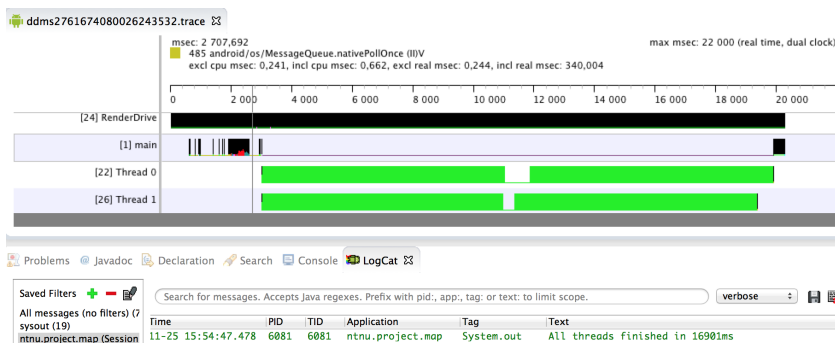 ddms2761674080026243532.trace
msec: 2 707,692
max msec: 22 000 (real time, dual clock)
485 android/os/MessageQueue.nativePollOnce (II)V
excl cpu msec: 0,241, incl cpu msec: 0,662, excl real msec: 0,244, incl real msec: 340,004
0 2 000 4 000 6 000 8 000 10 000 12 000 14 000 16 000 18 000 20 000
[24] RenderDrive
[1] main
[22] Thread 0
[26] Thread 1
Problems @ Javadoc Declaration Search Console LogCat
Saved Filters
Search for messages. Accepts Java regexes. Prefix with pid:, app:, tag: or text: to limit scope.
verbose
All messages (no filters) (7
Time PID TID Application Tag Text
sysout (19)
ntnu.project.map (Session
11-25 15:54:47.478 6081 6081 ntnu.project.map System.out All threads finished in 16901ms